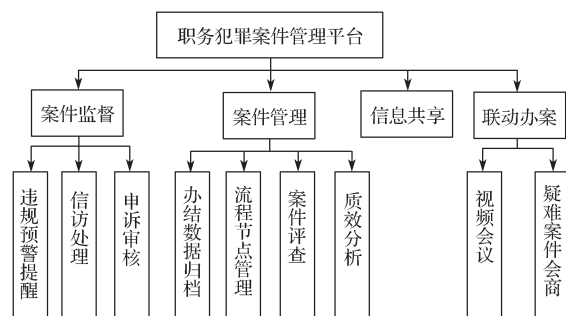 职务犯罪案件管理平台
案件监督
案件管理
信息共享
联动办案
违规预警提醒
信访处理
申诉审核
办结数据归档
流程节点管理
案件评查
质效分析
视频会议
疑难案件会商